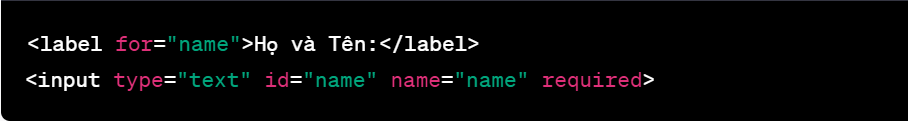 <label for="name">Họ và Tên:</label>
<input type="text" id="name" name="name" required>